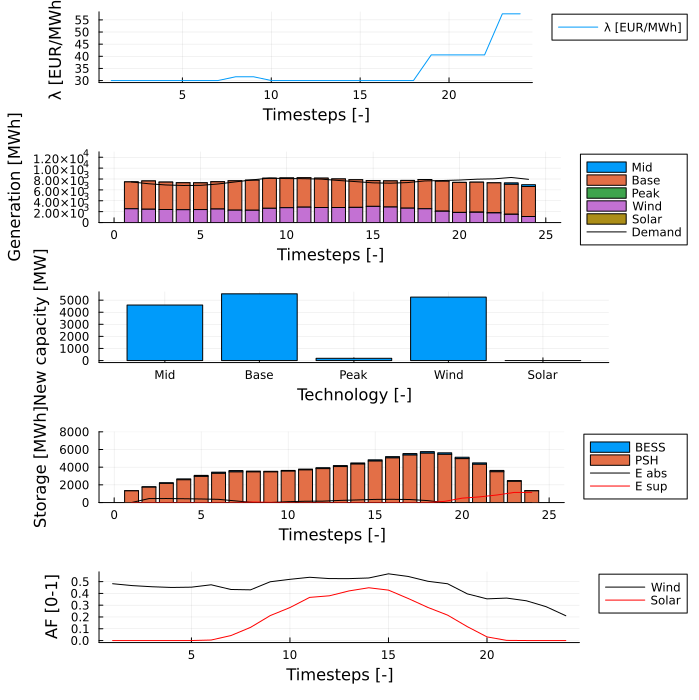 λ [EUR/MWh]
55
50
45
40
35
30
5
10
15
20
Timesteps [-]
λ [EUR/MWh]
Generation [MWh]
1.20×10⁴
1.00×10⁴
8.00×10³
6.00×10³
4.00×10³
2.00×10³
0
0
5
10
15
20
25
Timesteps [-]
Mid
Base
Peak
Wind
Solar
Demand
New capacity [MW]
5000
4000
3000
2000
1000
0
Mid
Base
Peak
Wind
Solar
Technology [-]
Storage [MWh]
8000
6000
4000
2000
0
0
5
10
15
20
25
Timesteps [-]
BESS
PSH
E abs
E sup
AF [0-1]
0.5
0.4
0.3
0.2
0.1
0.0
5
10
15
20
Timesteps [-]
Wind
Solar